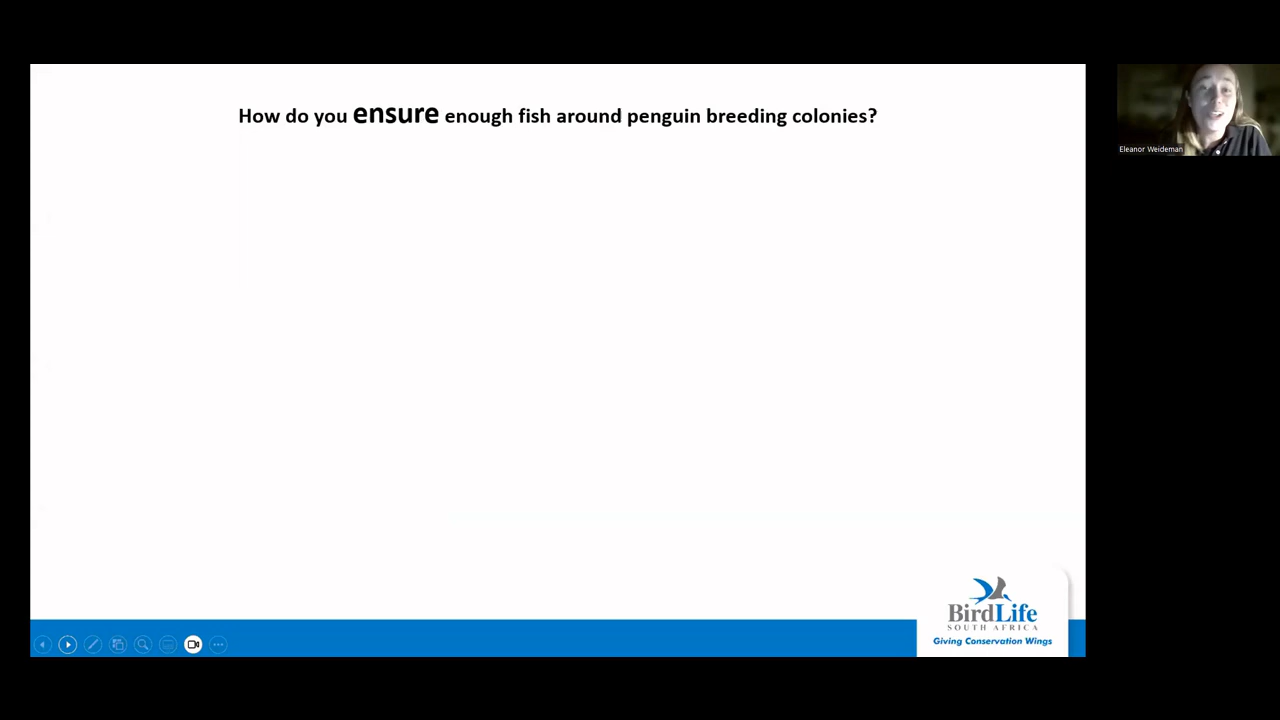 How do you ensure enough fish around penguin breeding colonies?
Eleanor Weideman
BirdLife
SOUTH AFRICA
Giving Conservation Wings